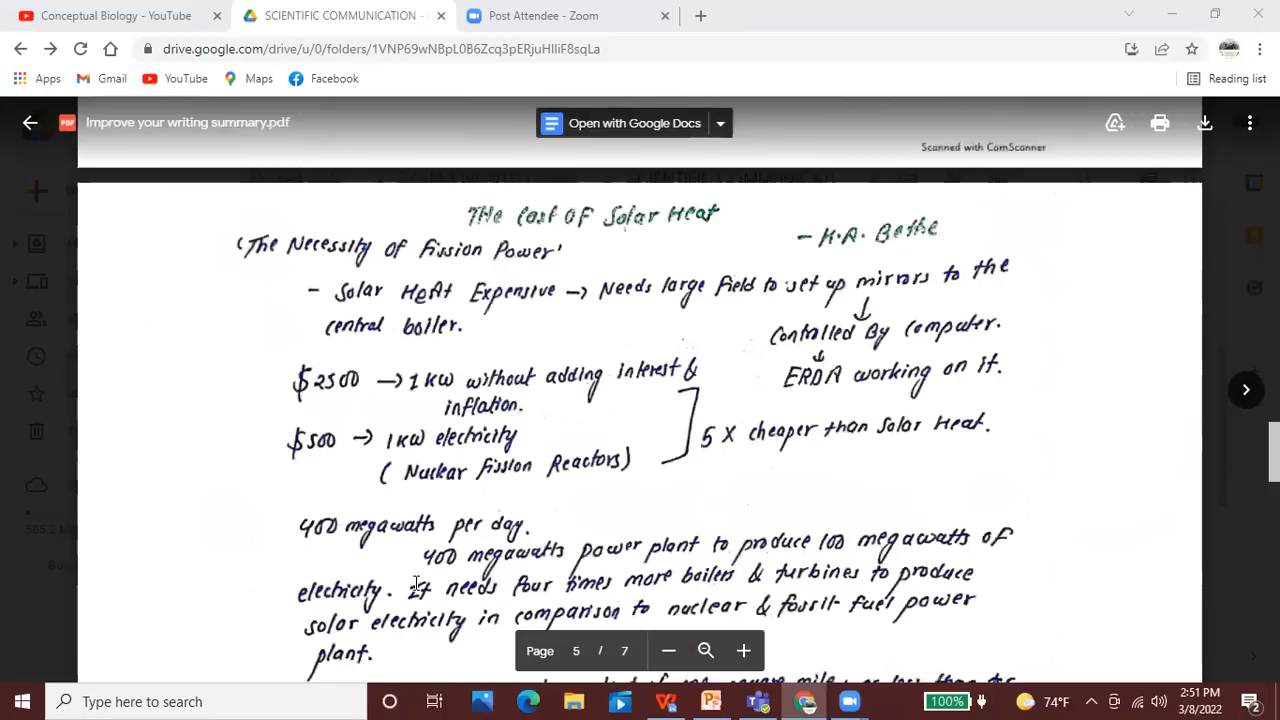 Conceptual Biology - YouTube
SCIENTIFIC COMMUNICATION -
Post Attendee - Zoom
drive.google.com/drive/u/0/folders/1VNP69wNBpL0B6Zcq3pERjuHIliF8sqLa
Apps Gmail YouTube Maps Facebook Reading list
PDF Improve your writing summary.pdf
Open with Google Docs
Scanned with CamScanner
The Cost OF Solar Heat
'The Necessity of Fission Power'
- H.A. Bethe
- Solar Heat Expensive → Needs large field to set up mirrors to the
central boiler.
Controlled By computer.
ERDA working on it.
$2500 → 1 KW without adding interest &
inflation.
$500 → 1KW electricity
(Nuclear Fission Reactors)
5 X cheaper than Solar Heat.
400 megawatts per day.
400 megawatts power plant to produce 100 megawatts of
electricity. It needs four times more boilers & turbines to produce
solar electricity in comparison to nuclear & fossil fuel power
plant.
Page 5 / 7
Type here to search
100%
74°F
2:51 PM
3/8/2022
2